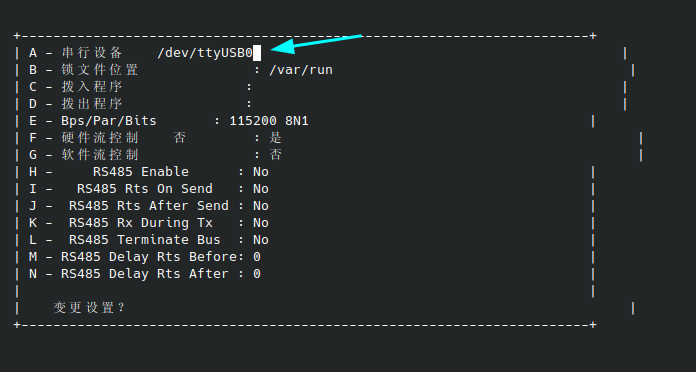 +-----------------------------------------------------------------------+
| A - 串行设备    /dev/ttyUSB0 |
| B - 锁文件位置              : /var/run |
| C - 拨入程序               : |
| D - 拨出程序               : |
| E - Bps/Par/Bits       : 115200 8N1 |
| F - 硬件流控制    否        : 是 |
| G - 软件流控制              : 否 |
| H -     RS485 Enable      : No |
| I -   RS485 Rts On Send   : No |
| J -  RS485 Rts After Send : No |
| K -  RS485 Rx During Tx   : No |
| L -  RS485 Terminate Bus  : No |
| M - RS485 Delay Rts Before: 0 |
| N - RS485 Delay Rts After : 0 |
| |
|    变更设置? |
+-----------------------------------------------------------------------+